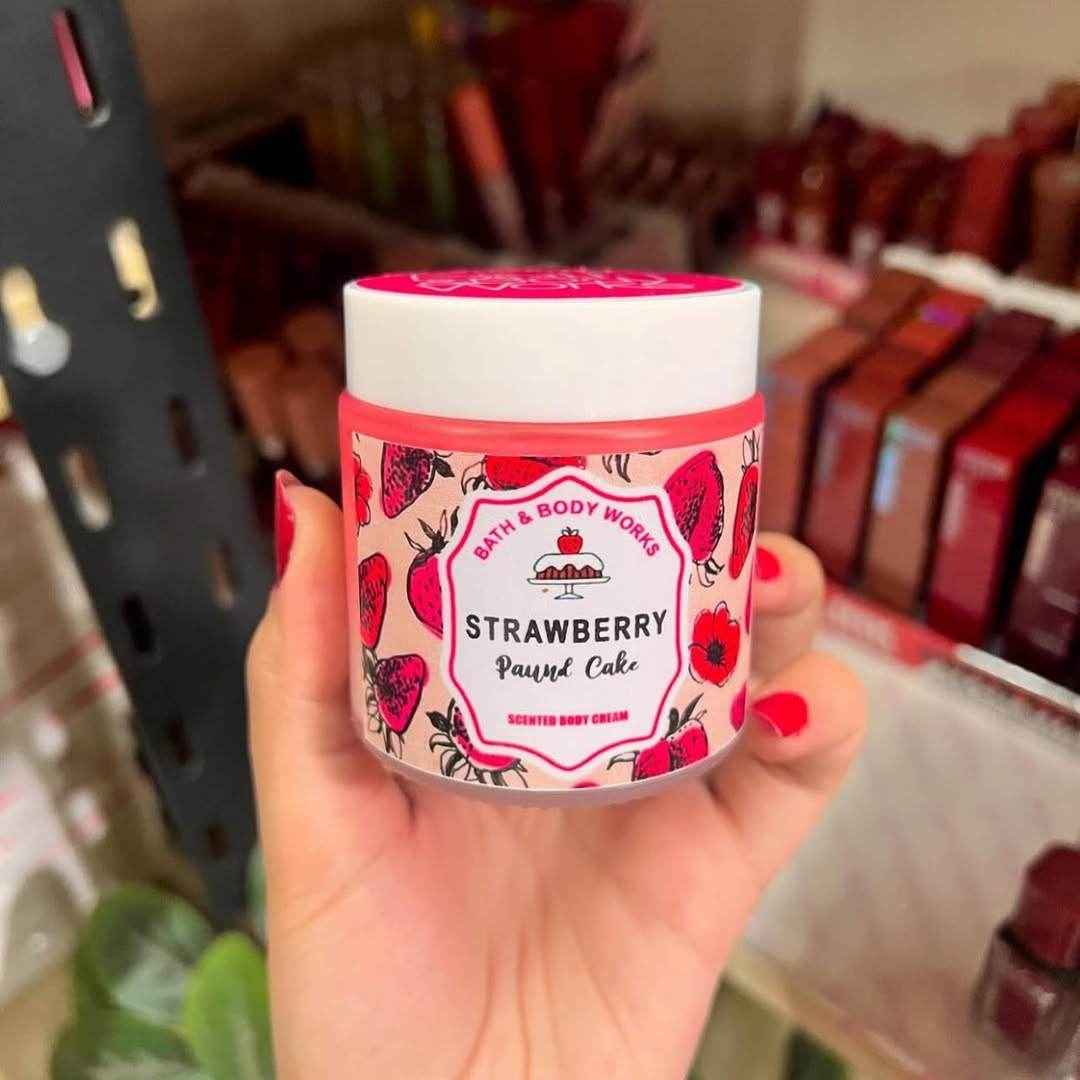 BATH & BODY WORKS
STRAWBERRY
Paund Cake
SCENTED BODY CREAM